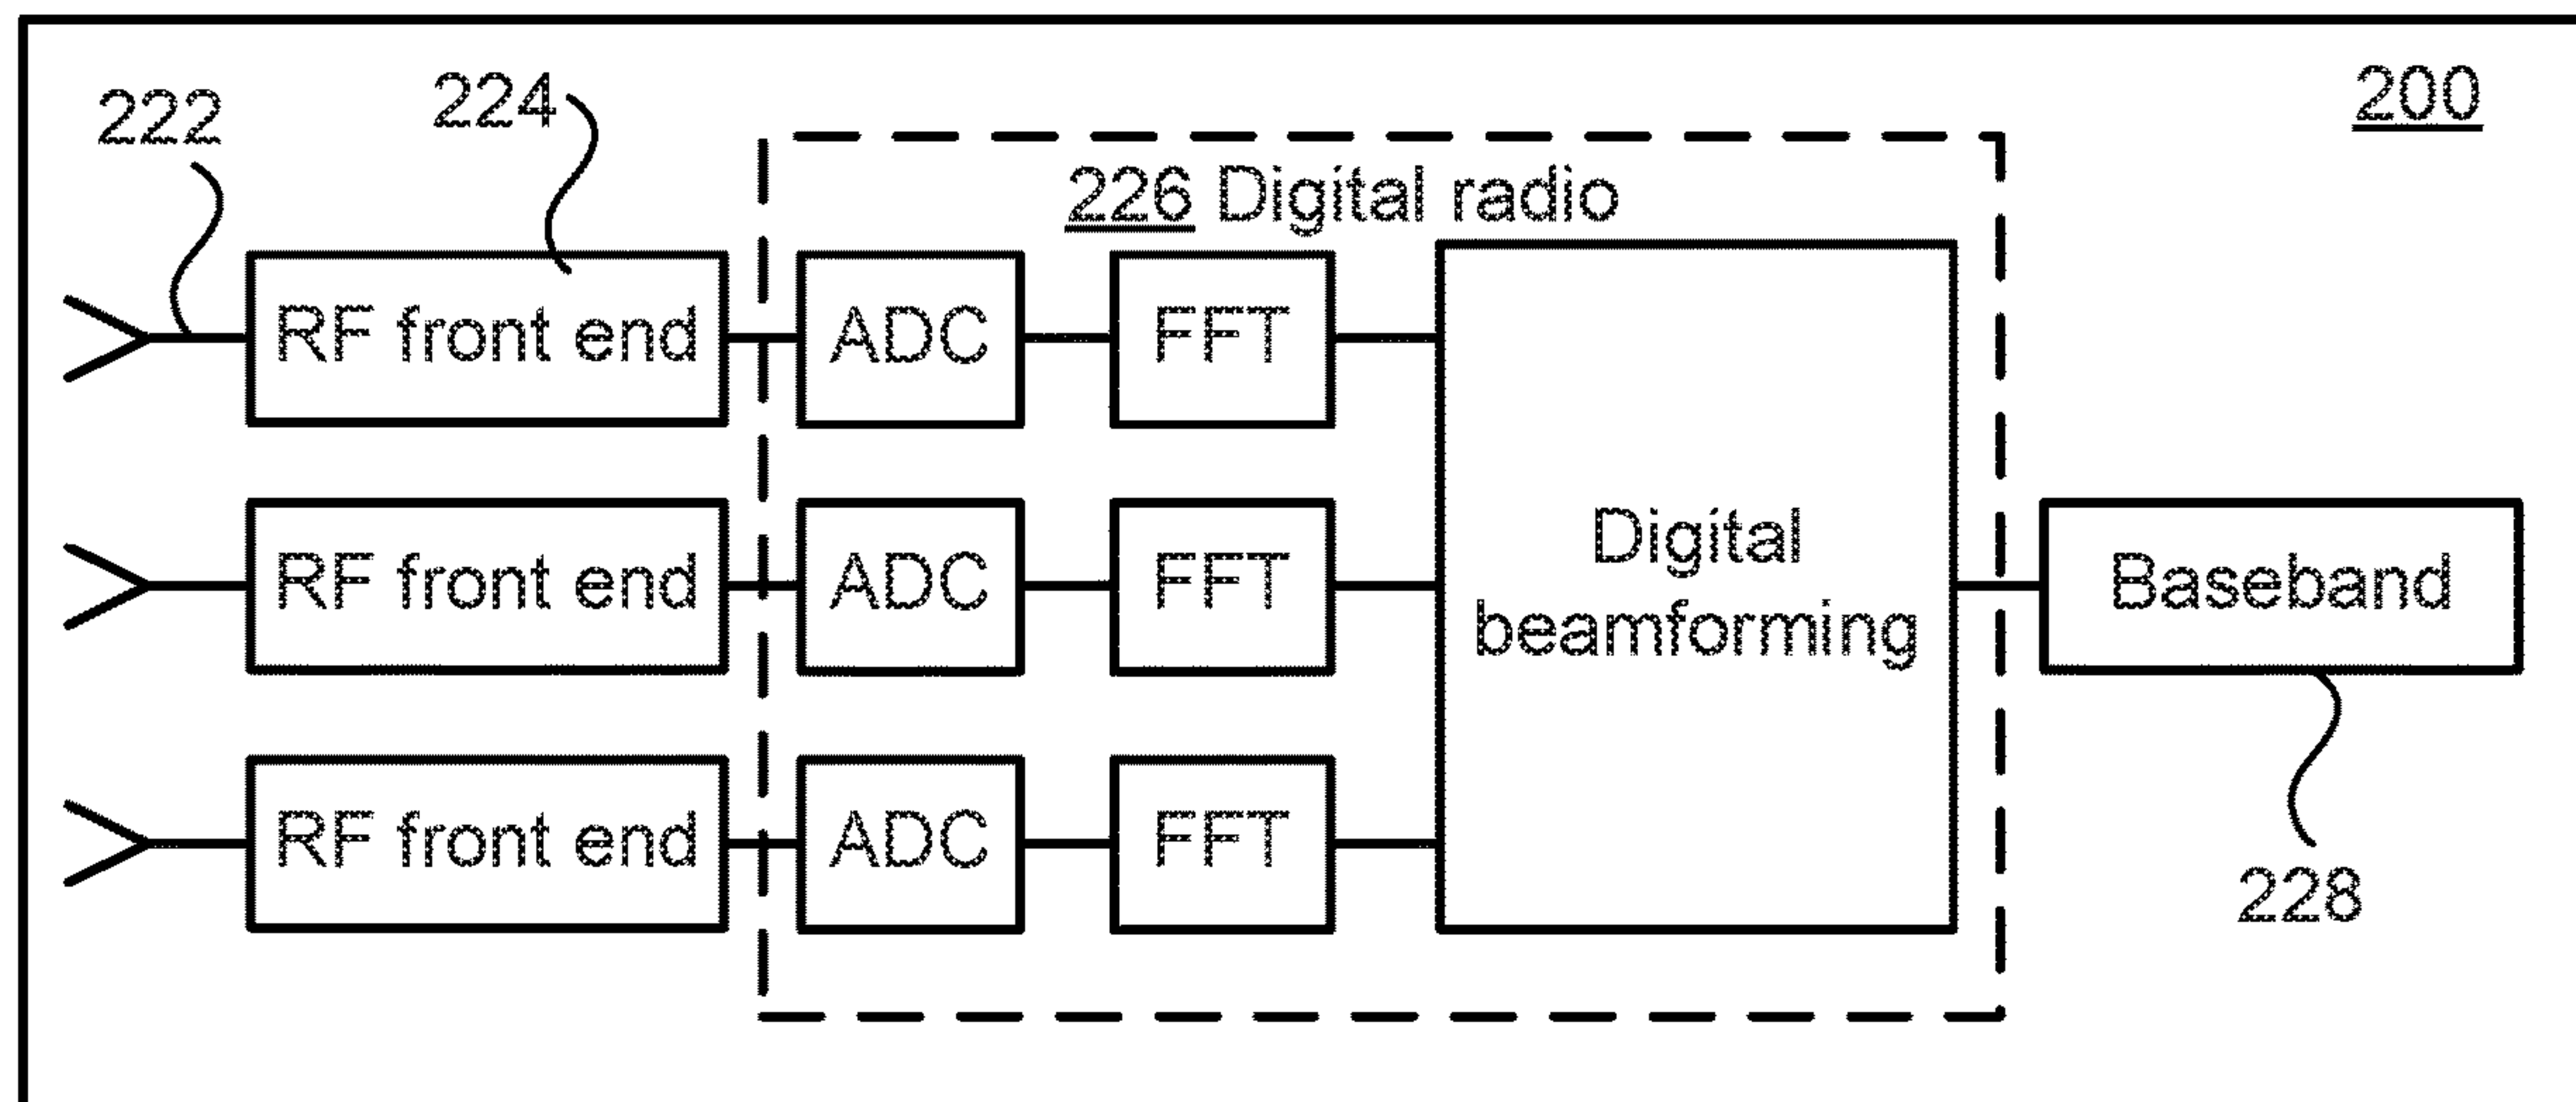 222
224
200
226 Digital radio
RF front end
ADC
FFT
RF front end
ADC
FFT
Digital
beamforming
Baseband
RF front end
ADC
FFT
228